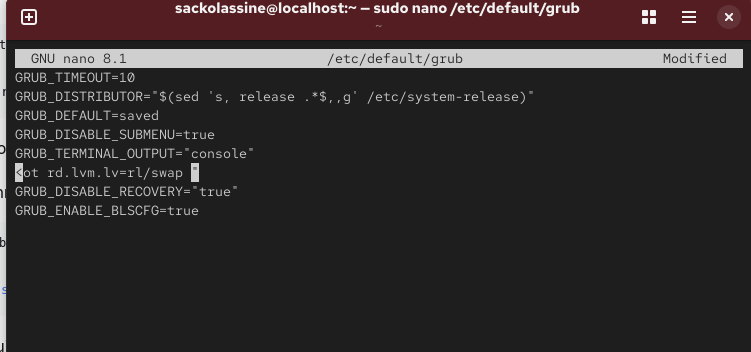 sackolassine@localhost:~ — sudo nano /etc/default/grub
~
GNU nano 8.1 /etc/default/grub Modified
GRUB_TIMEOUT=10
GRUB_DISTRIBUTOR="$(sed 's, release .*$,,g' /etc/system-release)"
GRUB_DEFAULT=saved
GRUB_DISABLE_SUBMENU=true
GRUB_TERMINAL_OUTPUT="console"
<ot rd.lvm.lv=rl/swap "
GRUB_DISABLE_RECOVERY="true"
GRUB_ENABLE_BLSCFG=true